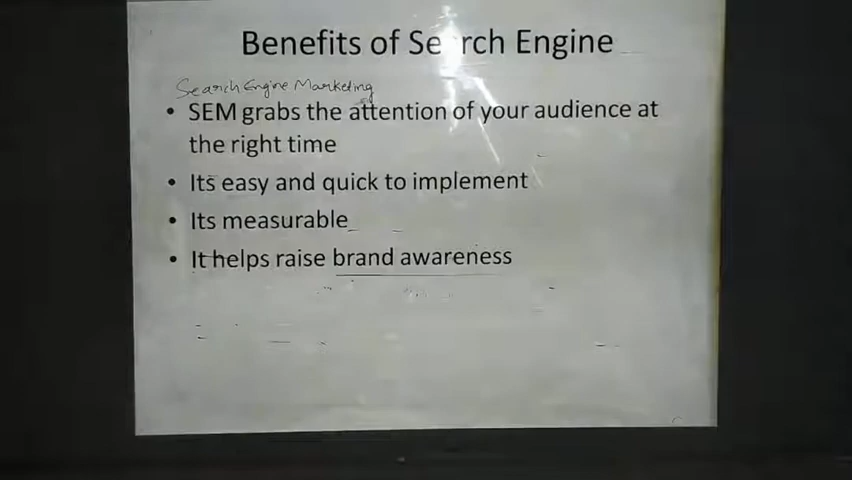 Benefits of Search Engine
Search Engine Marketing
• SEM grabs the attention of your audience at
the right time
• Its easy and quick to implement
• Its measurable
• It helps raise brand awareness